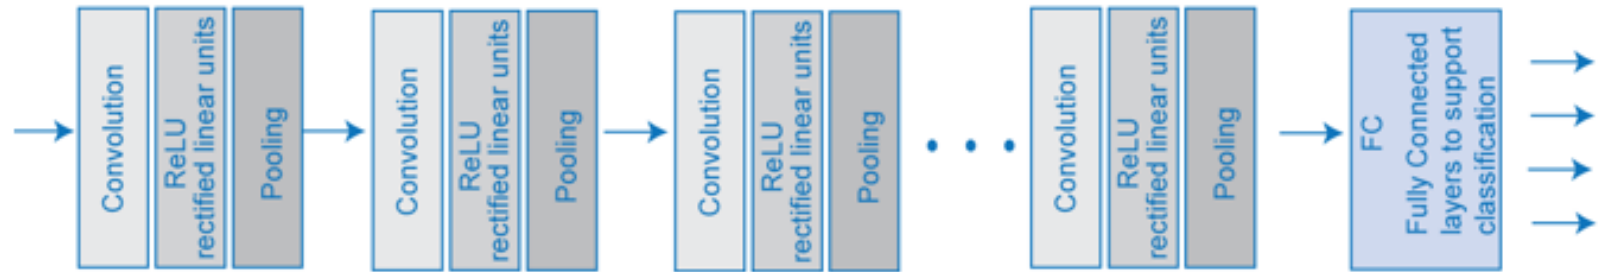 Convolution
ReLU
rectified linear units
Pooling
Convolution
ReLU
rectified linear units
Pooling
Convolution
ReLU
rectified linear units
Pooling
Convolution
ReLU
rectified linear units
Pooling
FC
Fully Connected
layers to support
classification